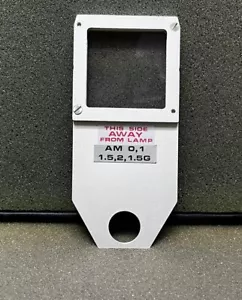 THIS SIDE
AWAY
FROM LAMP
AM 0,1
1.5,2,1.5G